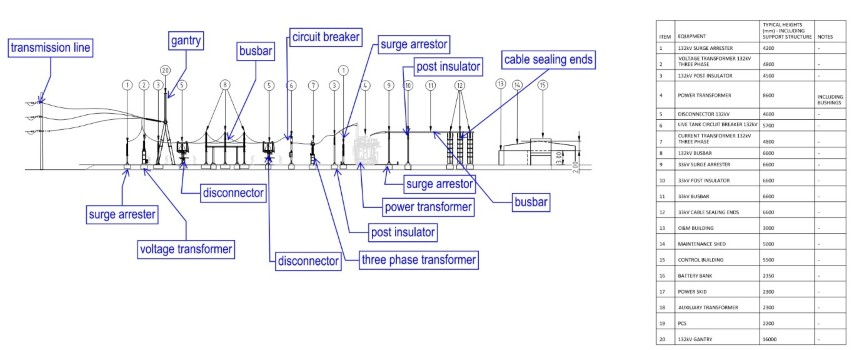 transmission line
gantry
busbar
circuit breaker
surge arrestor
post insulator
cable sealing ends
20
1
1 2 3 5 8 5 6 7 3 9 10 11 12 13 14 15
surge arrester
voltage transformer
disconnector
disconnector
three phase transformer
post insulator
power transformer
surge arrestor
busbar
3.00
2.00
ITEM EQUIPMENT TYPICAL HEIGHTS (mm) - INCLUDING SUPPORT STRUCTURE NOTES
1 132kV SURGE ARRESTER 4200 -
2 VOLTAGE TRANSFORMER 132kV THREE PHASE 4800 -
3 132kV POST INSULATOR 4500 -
4 POWER TRANSFORMER 8600 INCLUDING BUSHINGS
5 DISCONNECTOR 132kV 4600 -
6 LIVE TANK CIRCUIT BREAKER 132kV 5700 -
7 CURRENT TRANSFORMER 132kV THREE PHASE 4800 -
8 132kV BUSBAR 6600 -
9 33kV SURGE ARRESTER 6600 -
10 33kV POST INSULATOR 6600 -
11 33kV BUSBAR 6600 -
12 33kV CABLE SEALING ENDS 6600 -
13 O&M BUILDING 3000 -
14 MAINTENANCE SHED 5000 -
15 CONTROL BUILDING 5500 -
16 BATTERY BANK 2350 -
17 POWER SKID 2300 -
18 AUXILIARY TRANSFORMER 2300 -
19 PCS 2200 -
20 132kV GANTRY 16000 -